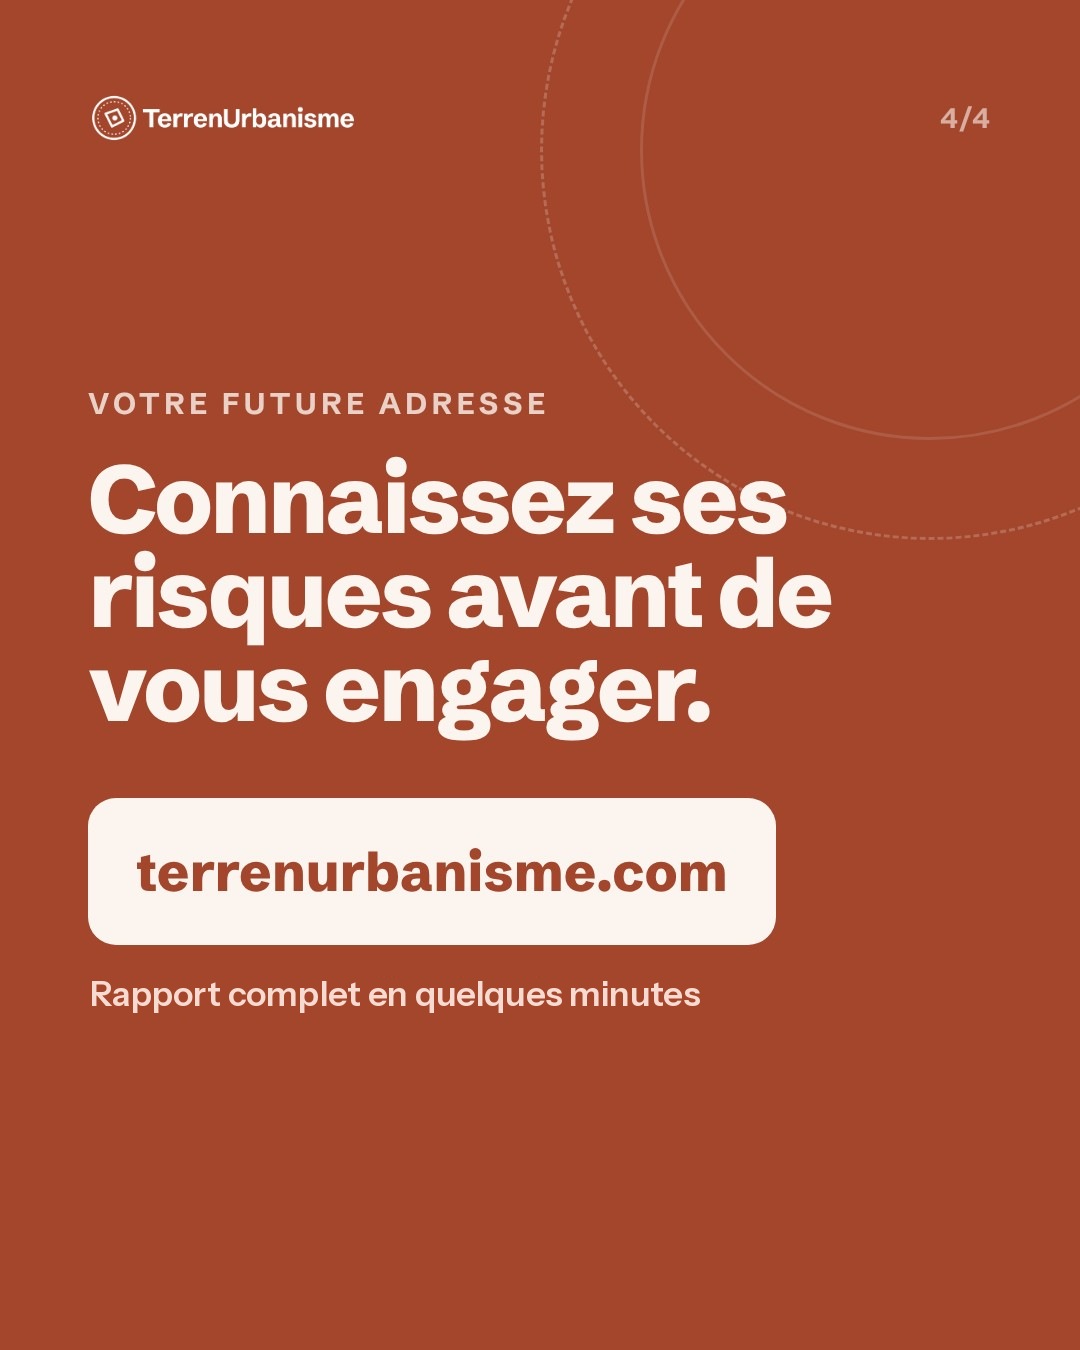 TerrenUrbanisme
4/4
VOTRE FUTURE ADRESSE
Connaissez ses
risques avant de
vous engager.
terrenurbanisme.com
Rapport complet en quelques minutes